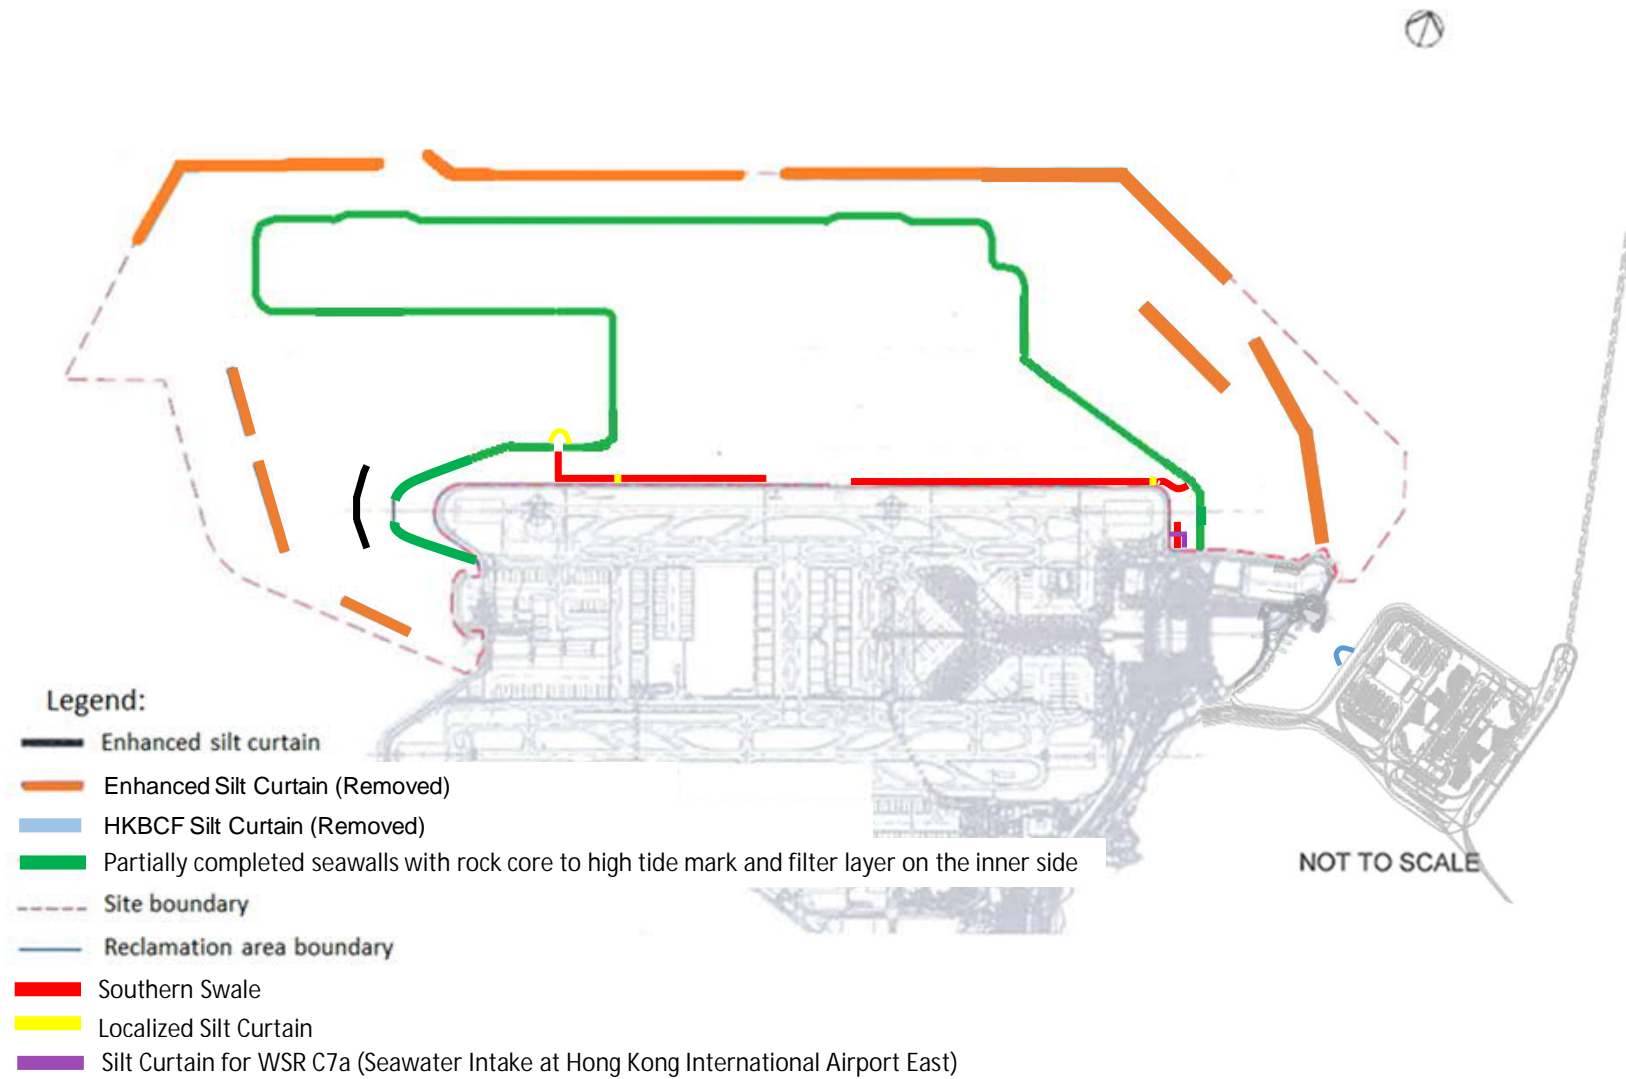 Legend:
Enhanced silt curtain
Enhanced Silt Curtain (Removed)
HKBCF Silt Curtain (Removed)
Partially completed seawalls with rock core to high tide mark and filter layer on the inner side
NOT TO SCALE
Site boundary
Reclamation area boundary
Southern Swale
Localized Silt Curtain
Silt Curtain for WSR C7a (Seawater Intake at Hong Kong International Airport East)